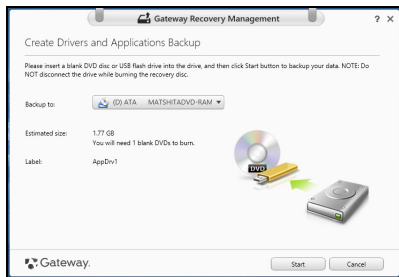 Gateway Recovery Management
? ×
Create Drivers and Applications Backup
Please insert a blank DVD disc or USB flash drive into the drive, and then click Start button to backup your data. NOTE: Do
NOT disconnect the drive while burning the recovery disc.
Backup to: (D) ATA MATSHITADVD-RAM
Estimated size: 1.77 GB
You will need 1 blank DVDs to burn.
Label: AppDrv1
DVD
Gateway. Start Cancel